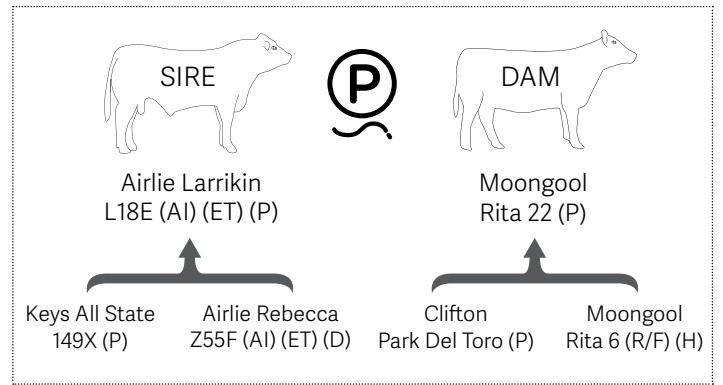 SIRE
P
DAM
Airlie Larrikin
L18E (AI) (ET) (P)
Moongool
Rita 22 (P)
Keys All State
149X (P)
Airlie Rebecca
Z55F (AI) (ET) (D)
Clifton
Park Del Toro (P)
Moongool
Rita 6 (R/F) (H)